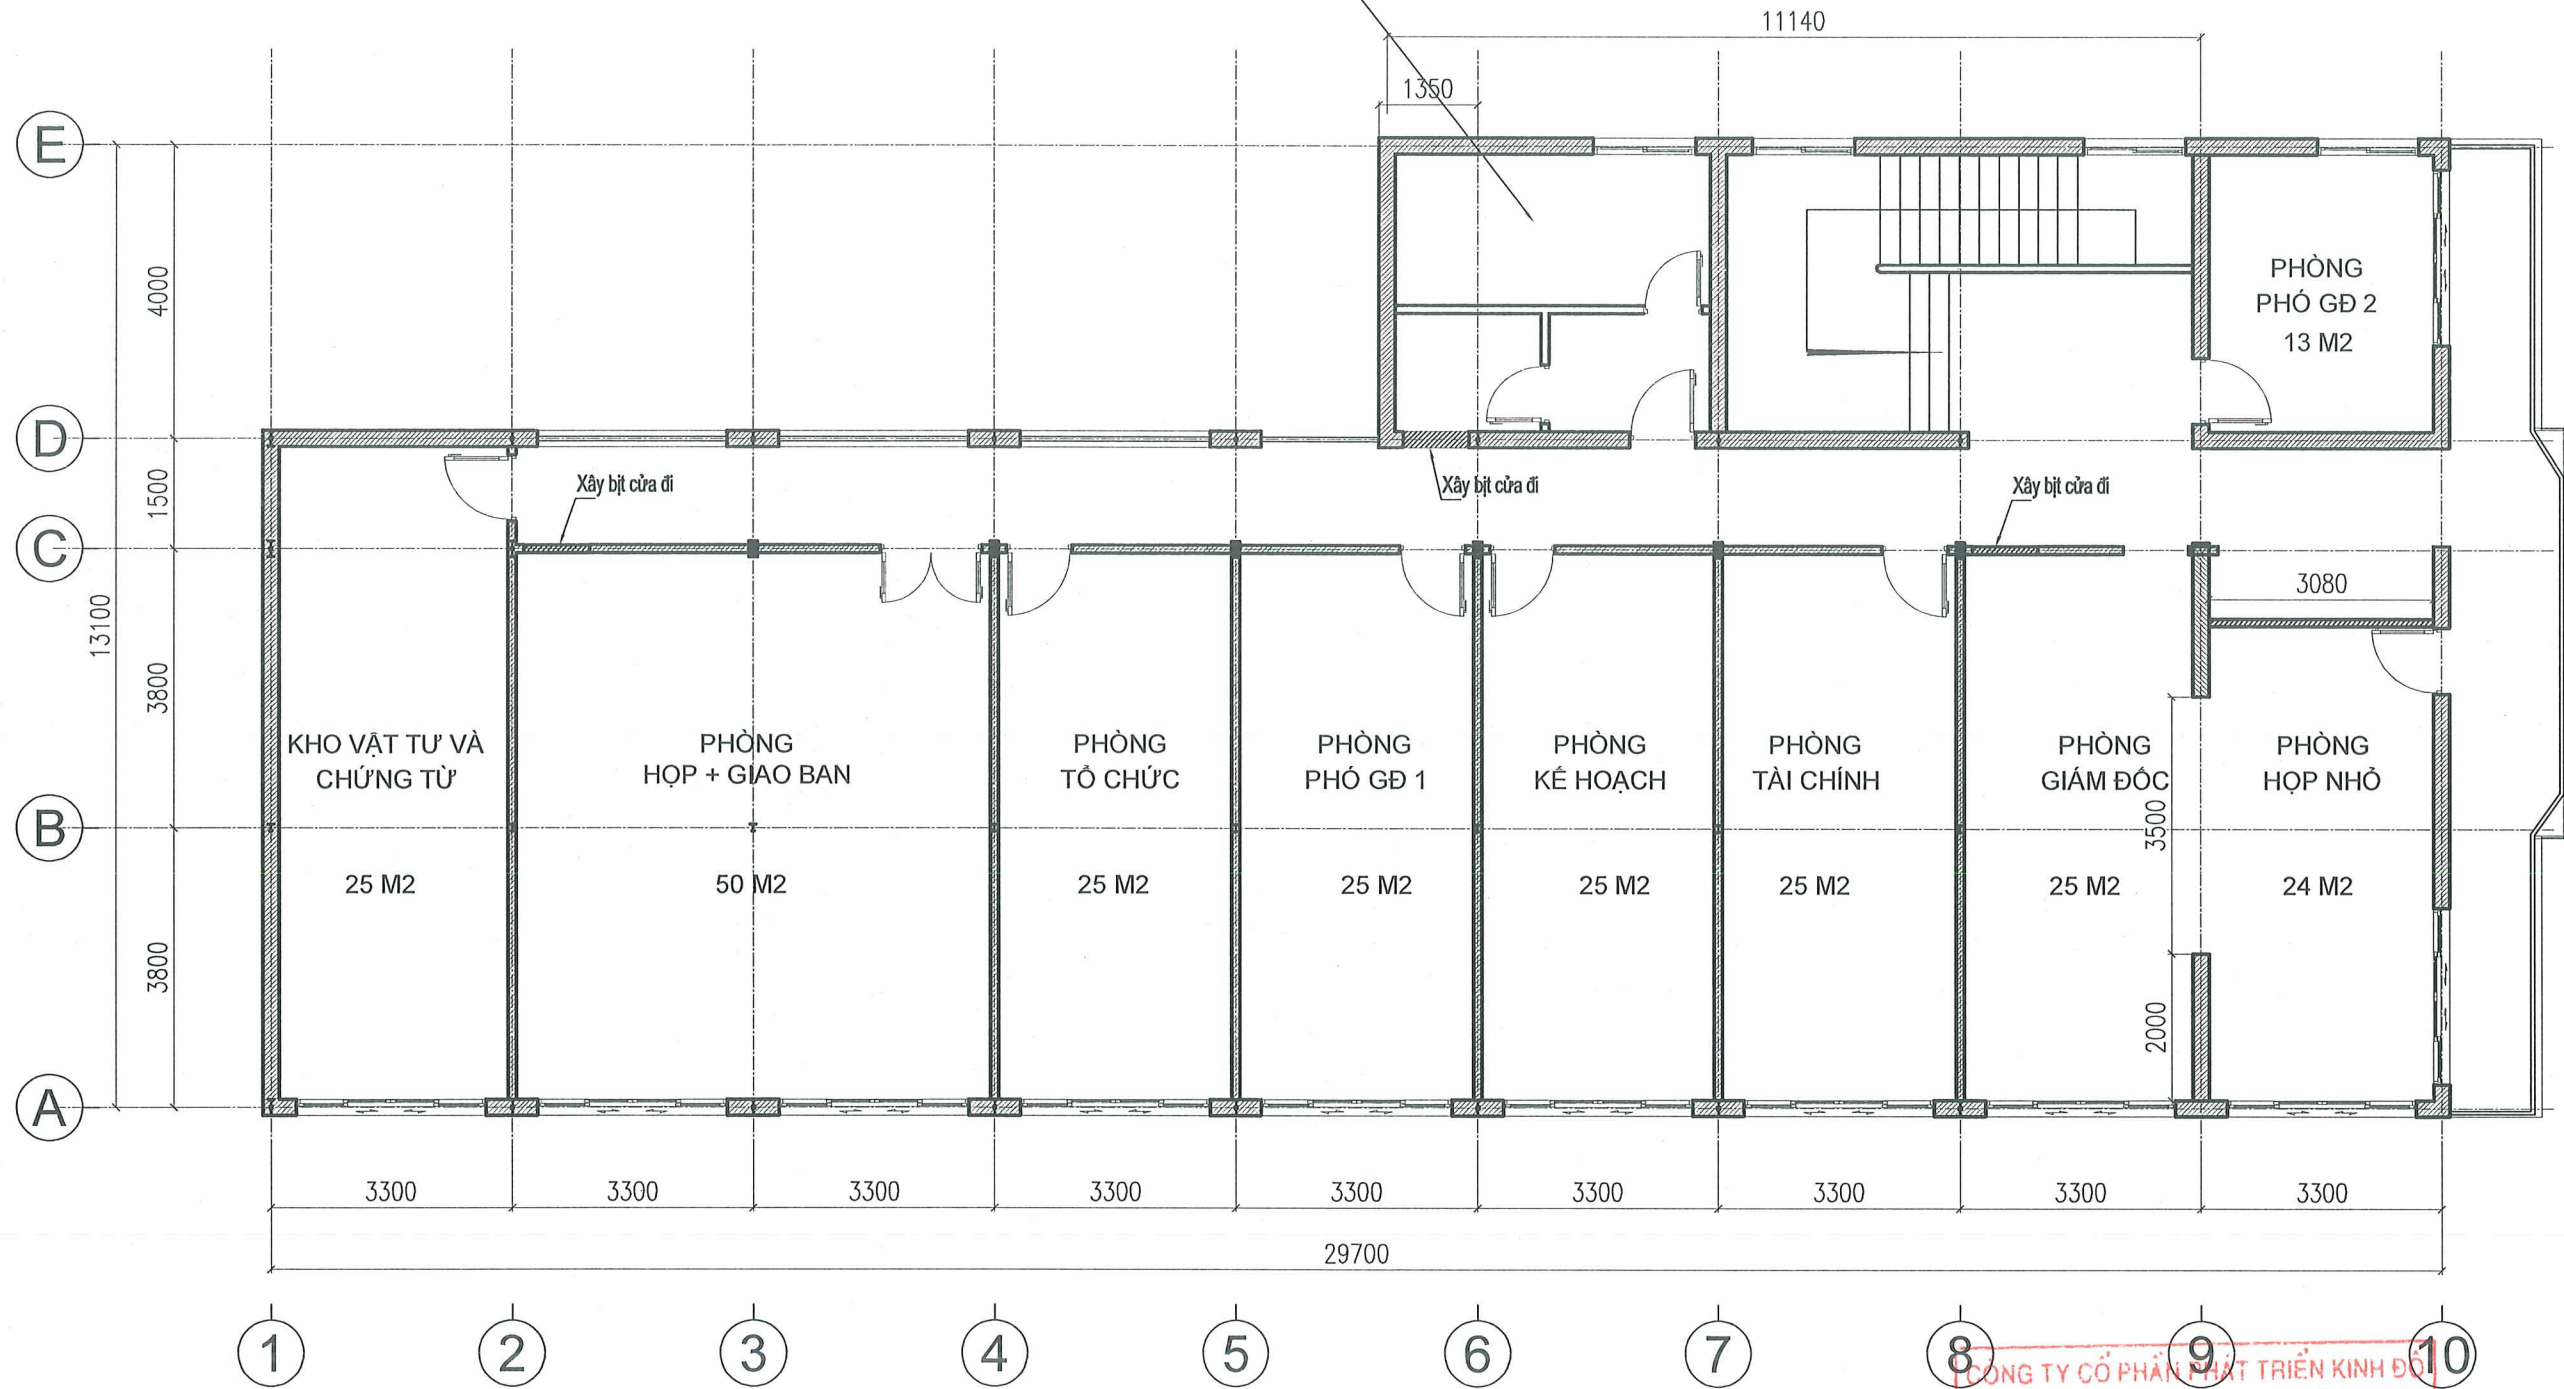 11140
1350
E
4000
PHÒNG
PHÓ GĐ 2
13 M2
D
1500
Xây bịt cửa đi
Xây bịt cửa đi
Xây bịt cửa đi
C
13100
3800
3080
KHO VẬT TƯ VÀ
CHỨNG TỪ
25 M2
PHÒNG
HỌP + GIAO BAN
50 M2
PHÒNG
TỔ CHỨC
25 M2
PHÒNG
PHÓ GĐ 1
25 M2
PHÒNG
KẾ HOẠCH
25 M2
PHÒNG
TÀI CHÍNH
25 M2
PHÒNG
GIÁM ĐỐC
25 M2
PHÒNG
HỌP NHỎ
24 M2
B
3500
3800
2000
A
3300 3300 3300 3300 3300 3300 3300 3300 3300
29700
1 2 3 4 5 6 7 8 9 10
CÔNG TY CỔ PHẦN PHÁT TRIỂN KINH ĐÔ